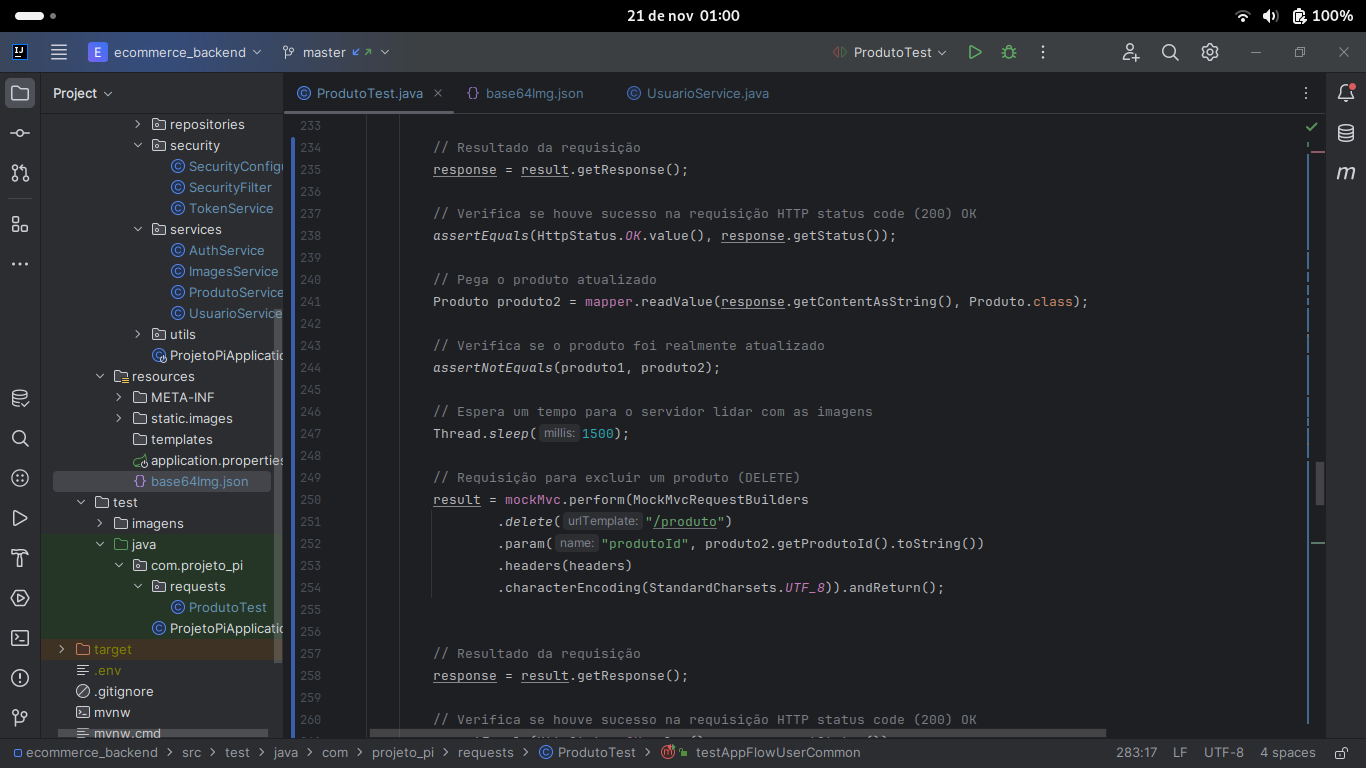 21 de nov 01:00
100%
IJ
E ecommerce_backend
master
ProdutoTest
Project
ProdutoTest.java
base64Img.json
UsuarioService.java
repositories
security
SecurityConfigu
SecurityFilter
TokenService
services
AuthService
ImagesService
ProdutoService
UsuarioService
utils
ProjetoPiApplicatio
resources
META-INF
static.images
templates
application.properties
base64Img.json
test
imagens
java
com.projeto_pi
requests
ProdutoTest
ProjetoPiApplicatio
target
.env
.gitignore
mvnw
mvnw.cmd
m
233
234 // Resultado da requisição
235 response = result.getResponse();
236
237 // Verifica se houve sucesso na requisição HTTP status code (200) OK
238 assertEquals(HttpStatus.OK.value(), response.getStatus());
239
240 // Pega o produto atualizado
241 Produto produto2 = mapper.readValue(response.getContentAsString(), Produto.class);
242
243 // Verifica se o produto foi realmente atualizado
244 assertNotEquals(produto1, produto2);
245
246 // Espera um tempo para o servidor lidar com as imagens
247 Thread.sleep( millis: 1500);
248
249 // Requisição para excluir um produto (DELETE)
250 result = mockMvc.perform(MockMvcRequestBuilders
251 .delete( urlTemplate: "/produto")
252 .param( name: "produtoId", produto2.getProdutoId().toString())
253 .headers(headers)
254 .characterEncoding(StandardCharsets.UTF_8)).andReturn();
255
256
257 // Resultado da requisição
258 response = result.getResponse();
259
260 // Verifica se houve sucesso na requisição HTTP status code (200) OK
ecommerce_backend > src > test > java > com > projeto_pi > requests > ProdutoTest > testAppFlowUserCommon
283:17 LF UTF-8 4 spaces